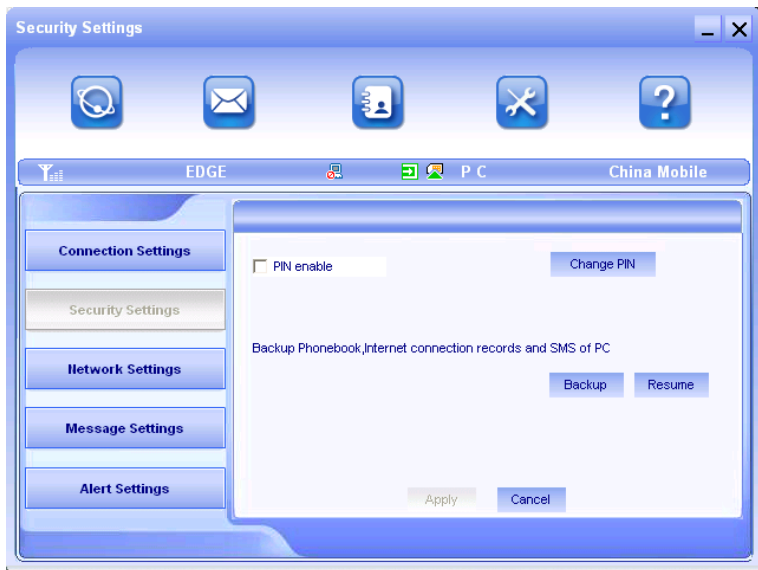 Security Settings
EDGE P C China Mobile
Connection Settings
Security Settings
Network Settings
Message Settings
Alert Settings
PIN enable
Change PIN
Backup Phonebook,Internet connection records and SMS of PC
Backup Resume
Apply Cancel